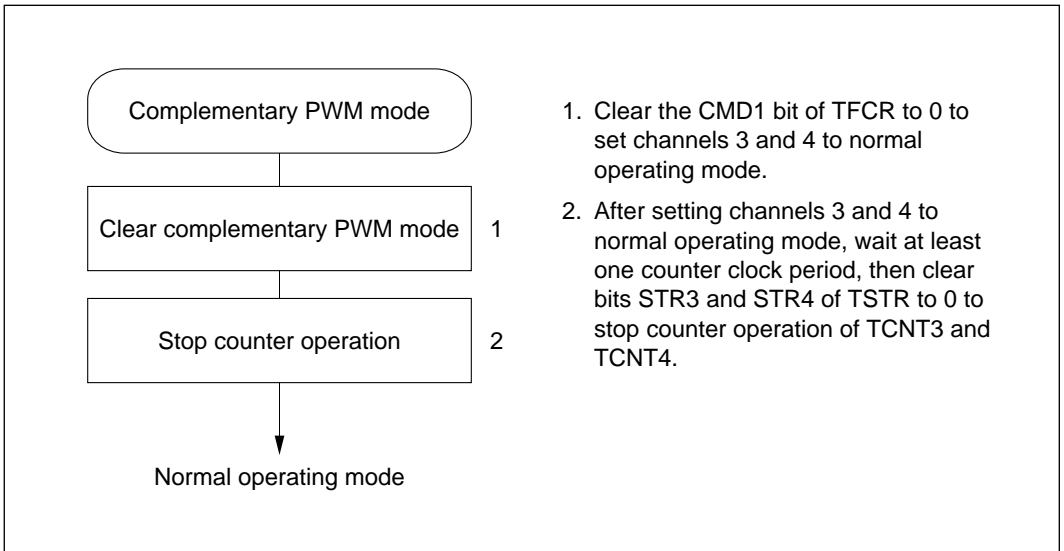 Complementary PWM mode
Clear complementary PWM mode 1
Stop counter operation 2
Normal operating mode
1. Clear the CMD1 bit of TFCR to 0 to
set channels 3 and 4 to normal
operating mode.
2. After setting channels 3 and 4 to
normal operating mode, wait at least
one counter clock period, then clear
bits STR3 and STR4 of TSTR to 0 to
stop counter operation of TCNT3 and
TCNT4.